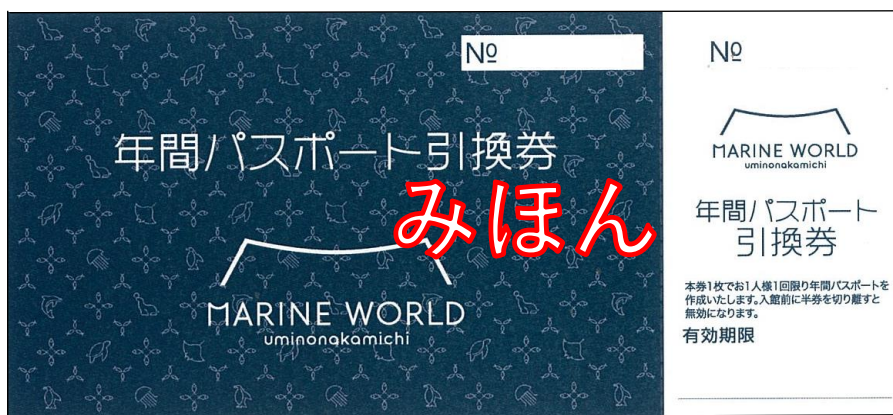 Nº
年間パスポート引換券
みほん
MARINE WORLD
uminonakamichi
Nº
MARINE WORLD
uminonakamichi
年間パスポート
引換券
本券1枚でお1人様1回限り年間パスポートを
作成いたします。入館前に半券を切り離すと
無効になります。
有効期限